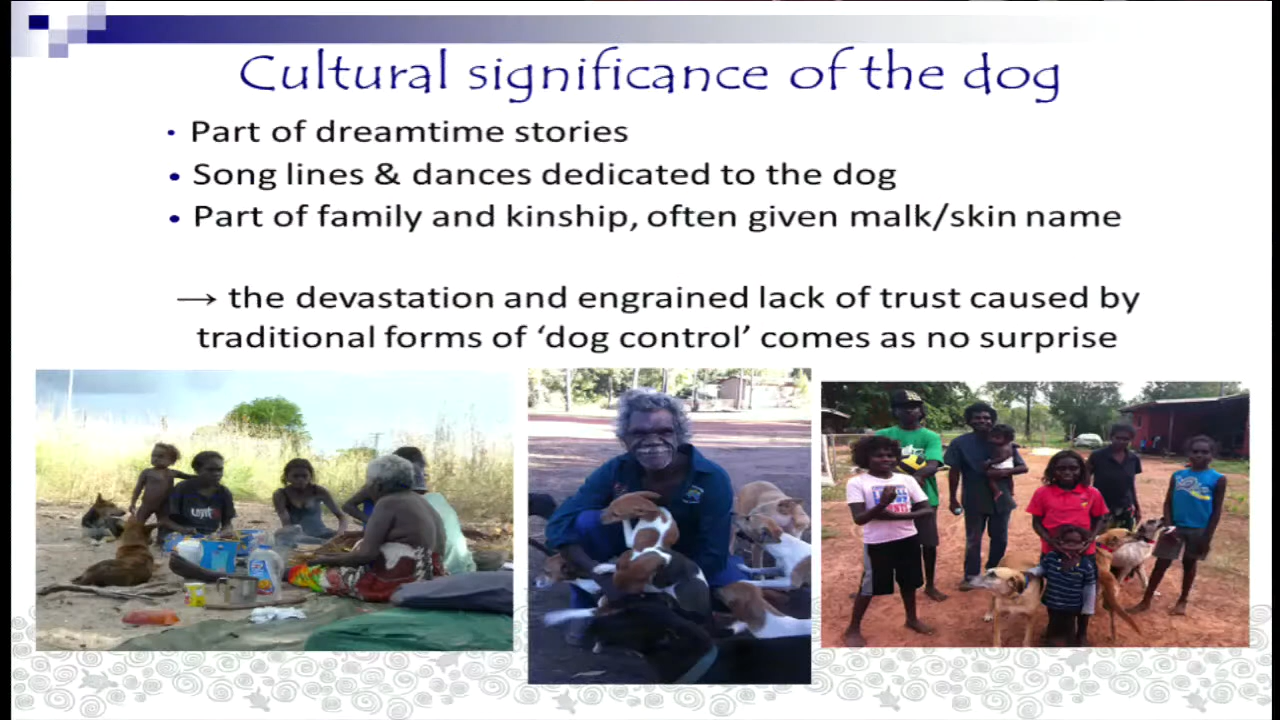 Cultural significance of the dog
• Part of dreamtime stories
• Song lines & dances dedicated to the dog
• Part of family and kinship, often given malk/skin name
→ the devastation and engrained lack of trust caused by
traditional forms of ‘dog control’ comes as no surprise